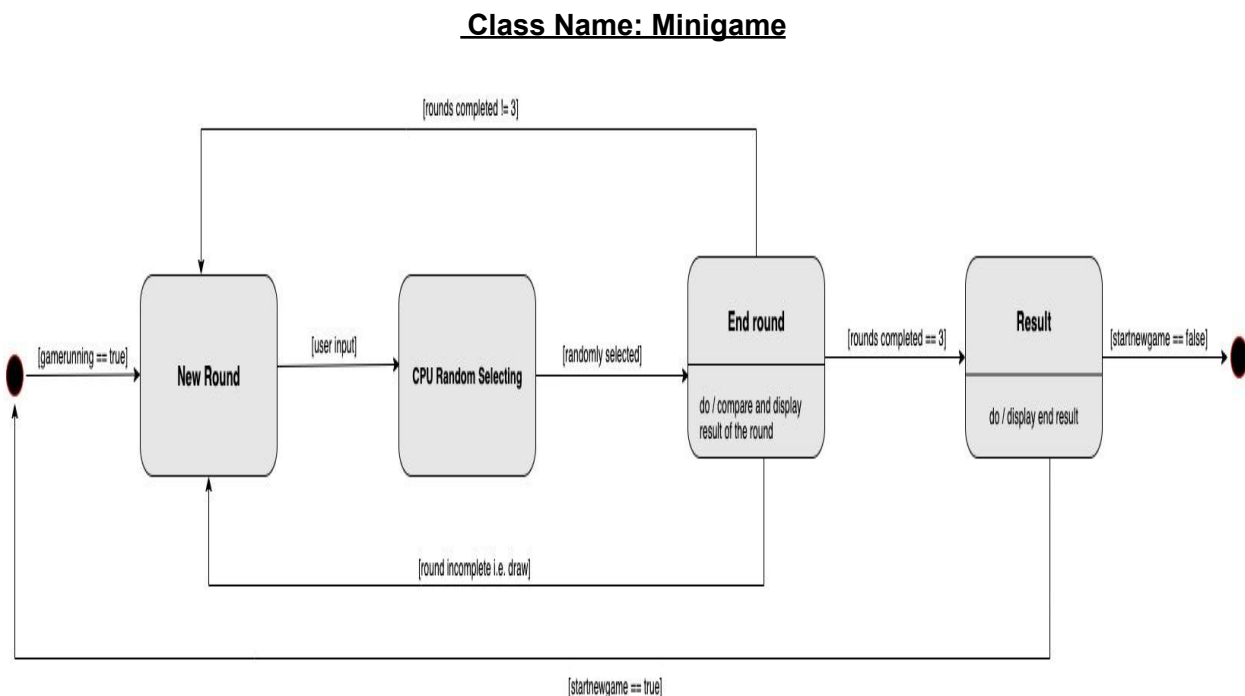 Class Name: Minigame
[rounds completed != 3]
[gamerunning == true]
New Round
[user input]
CPU Random Selecting
[randomly selected]
End round
do / compare and display
result of the round
[rounds completed == 3]
Result
do / display end result
[startnewgame == false]
[round incomplete i.e. draw]
[startnewgame == true]